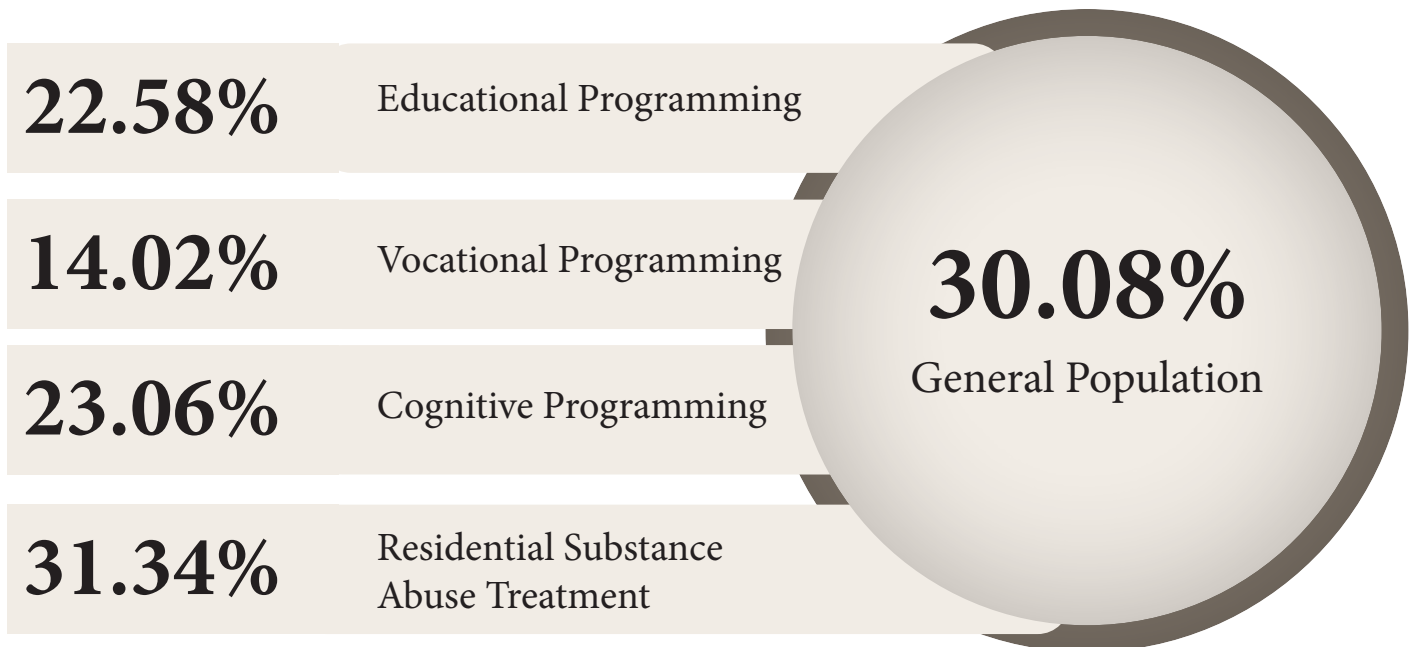 22.58%
Educational Programming
14.02%
Vocational Programming
23.06%
Cognitive Programming
31.34%
Residential Substance
Abuse Treatment
30.08%
General Population